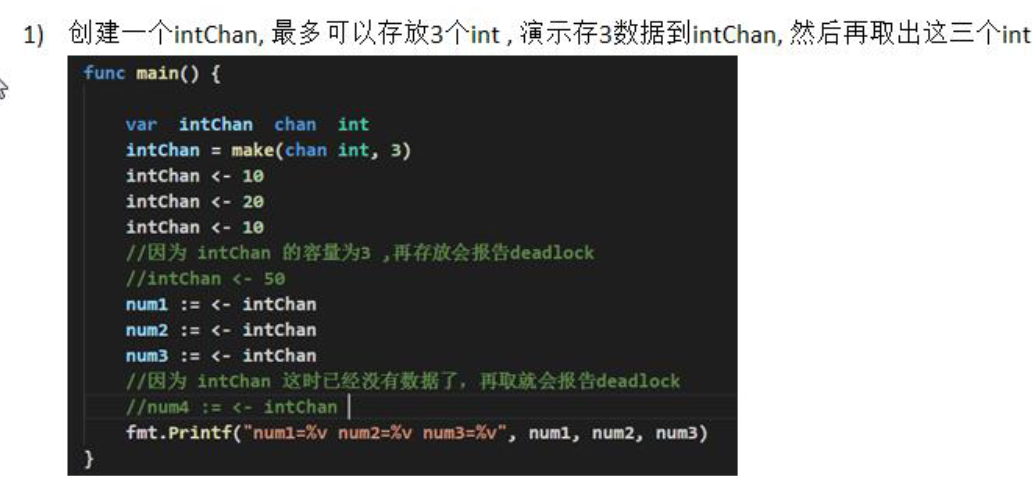 1) 创建一个intChan, 最多可以存放3个int , 演示存3数据到intChan, 然后再取出这三个int
func main() {
var intChan chan int
intChan = make(chan int, 3)
intChan <- 10
intChan <- 20
intChan <- 10
//因为 intChan 的容量为3 ,再存放会报告deadlock
//intChan <- 50
num1 := <- intChan
num2 := <- intChan
num3 := <- intChan
//因为 intChan 这时已经没有数据了，再取就会报告deadlock
//num4 := <- intChan
fmt.Printf("num1=%v num2=%v num3=%v", num1, num2, num3)
}